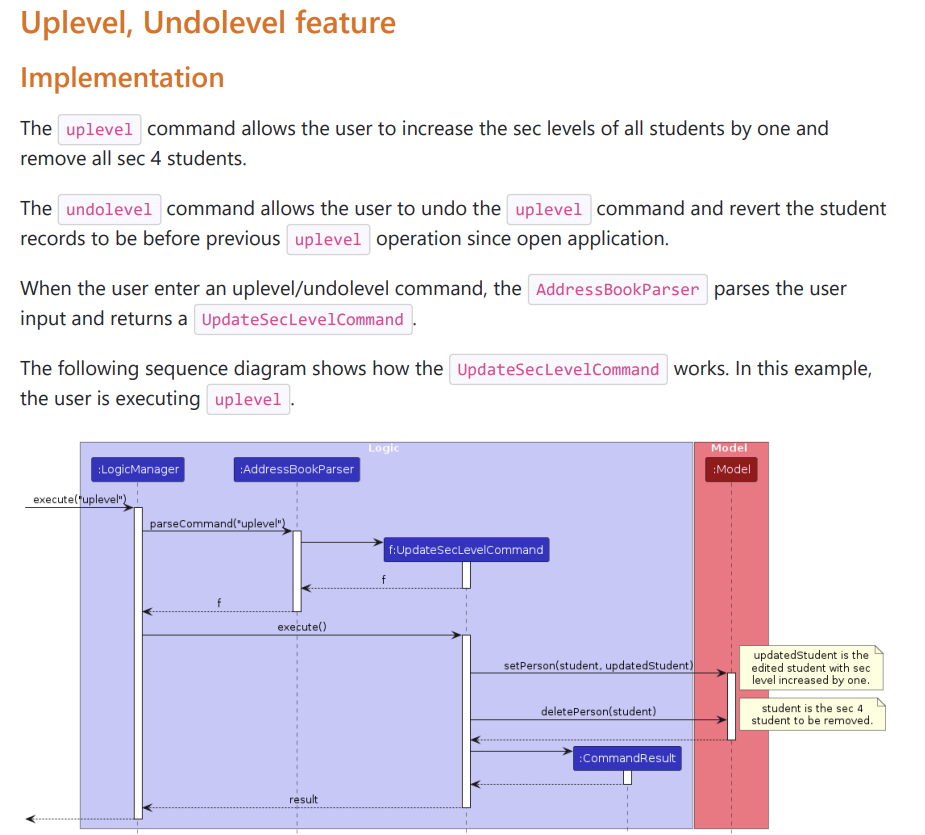 Uplevel, Undolevel feature
Implementation
The uplevel command allows the user to increase the sec levels of all students by one and
remove all sec 4 students.
The undolevel command allows the user to undo the uplevel command and revert the student
records to be before previous uplevel operation since open application.
When the user enter an uplevel/undolevel command, the AddressBookParser parses the user
input and returns a UpdateSecLevelCommand.
The following sequence diagram shows how the UpdateSecLevelCommand works. In this example,
the user is executing uplevel.
Logic
Model
:LogicManager
:AddressBookParser
:Model
execute("uplevel")
parseCommand("uplevel")
f:UpdateSecLevelCommand
f
f
execute()
setPerson(student, updatedStudent)
updatedStudent is the
edited student with sec
level increased by one.
deletePerson(student)
student is the sec 4
student to be removed.
:CommandResult
result